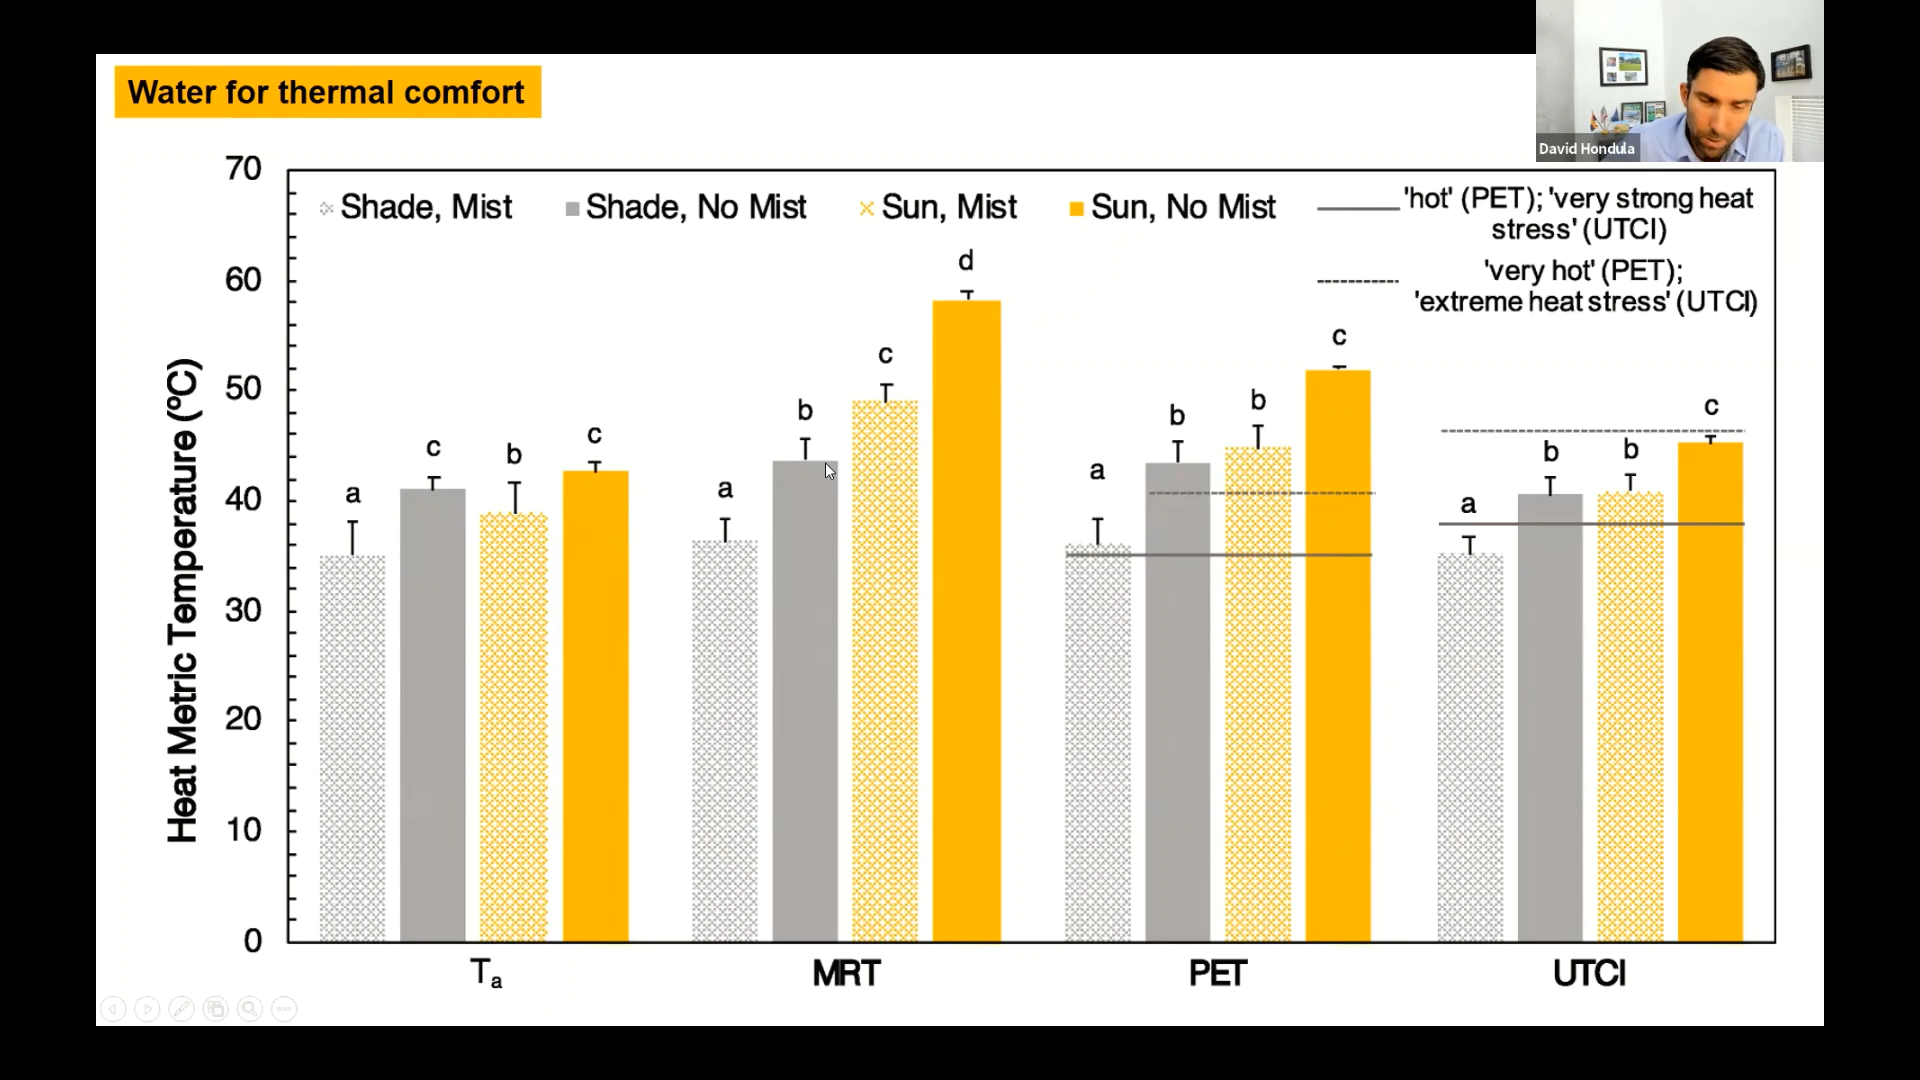 Water for thermal comfort
David Hondula
Shade, Mist
Shade, No Mist
Sun, Mist
Sun, No Mist
'hot' (PET); 'very strong heat
stress' (UTCI)
'very hot' (PET);
'extreme heat stress' (UTCI)
Heat Metric Temperature (ºC)
70
60
50
40
30
20
10
0
a
c
b
c
a
b
c
d
a
b
b
c
a
b
b
c
Ta
MRT
PET
UTCI